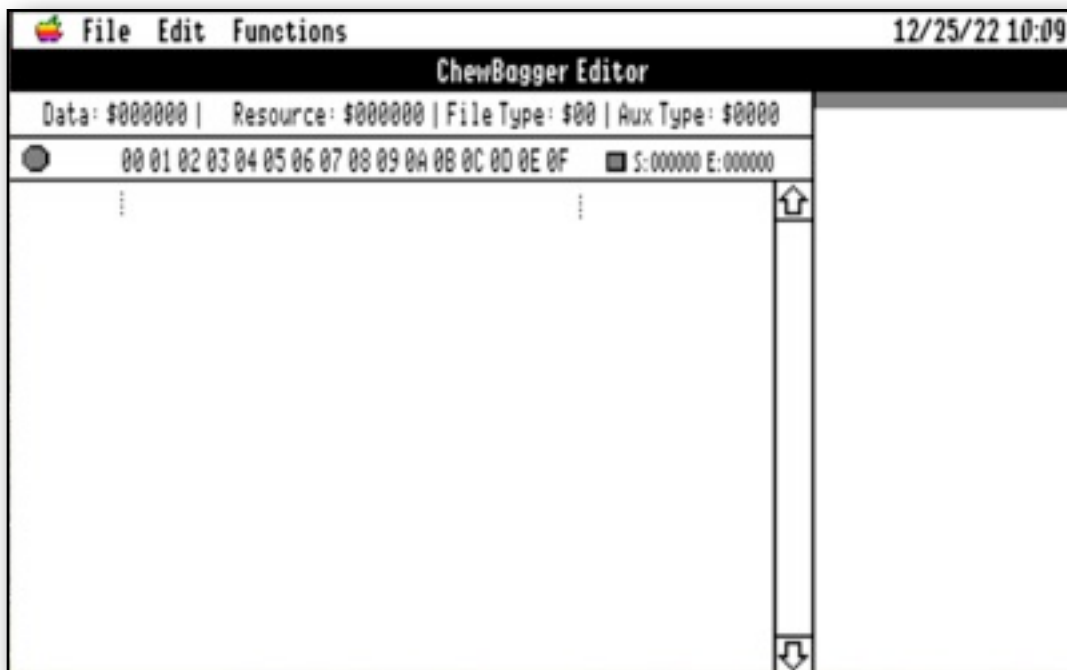 File Edit Functions 12/25/22 10:09
ChewBagger Editor
Data: $000000 | Resource: $000000 | File Type: $00 | Aux Type: $0000
00 01 02 03 04 05 06 07 08 09 0A 0B 0C 0D 0E 0F S:000000 E:000000